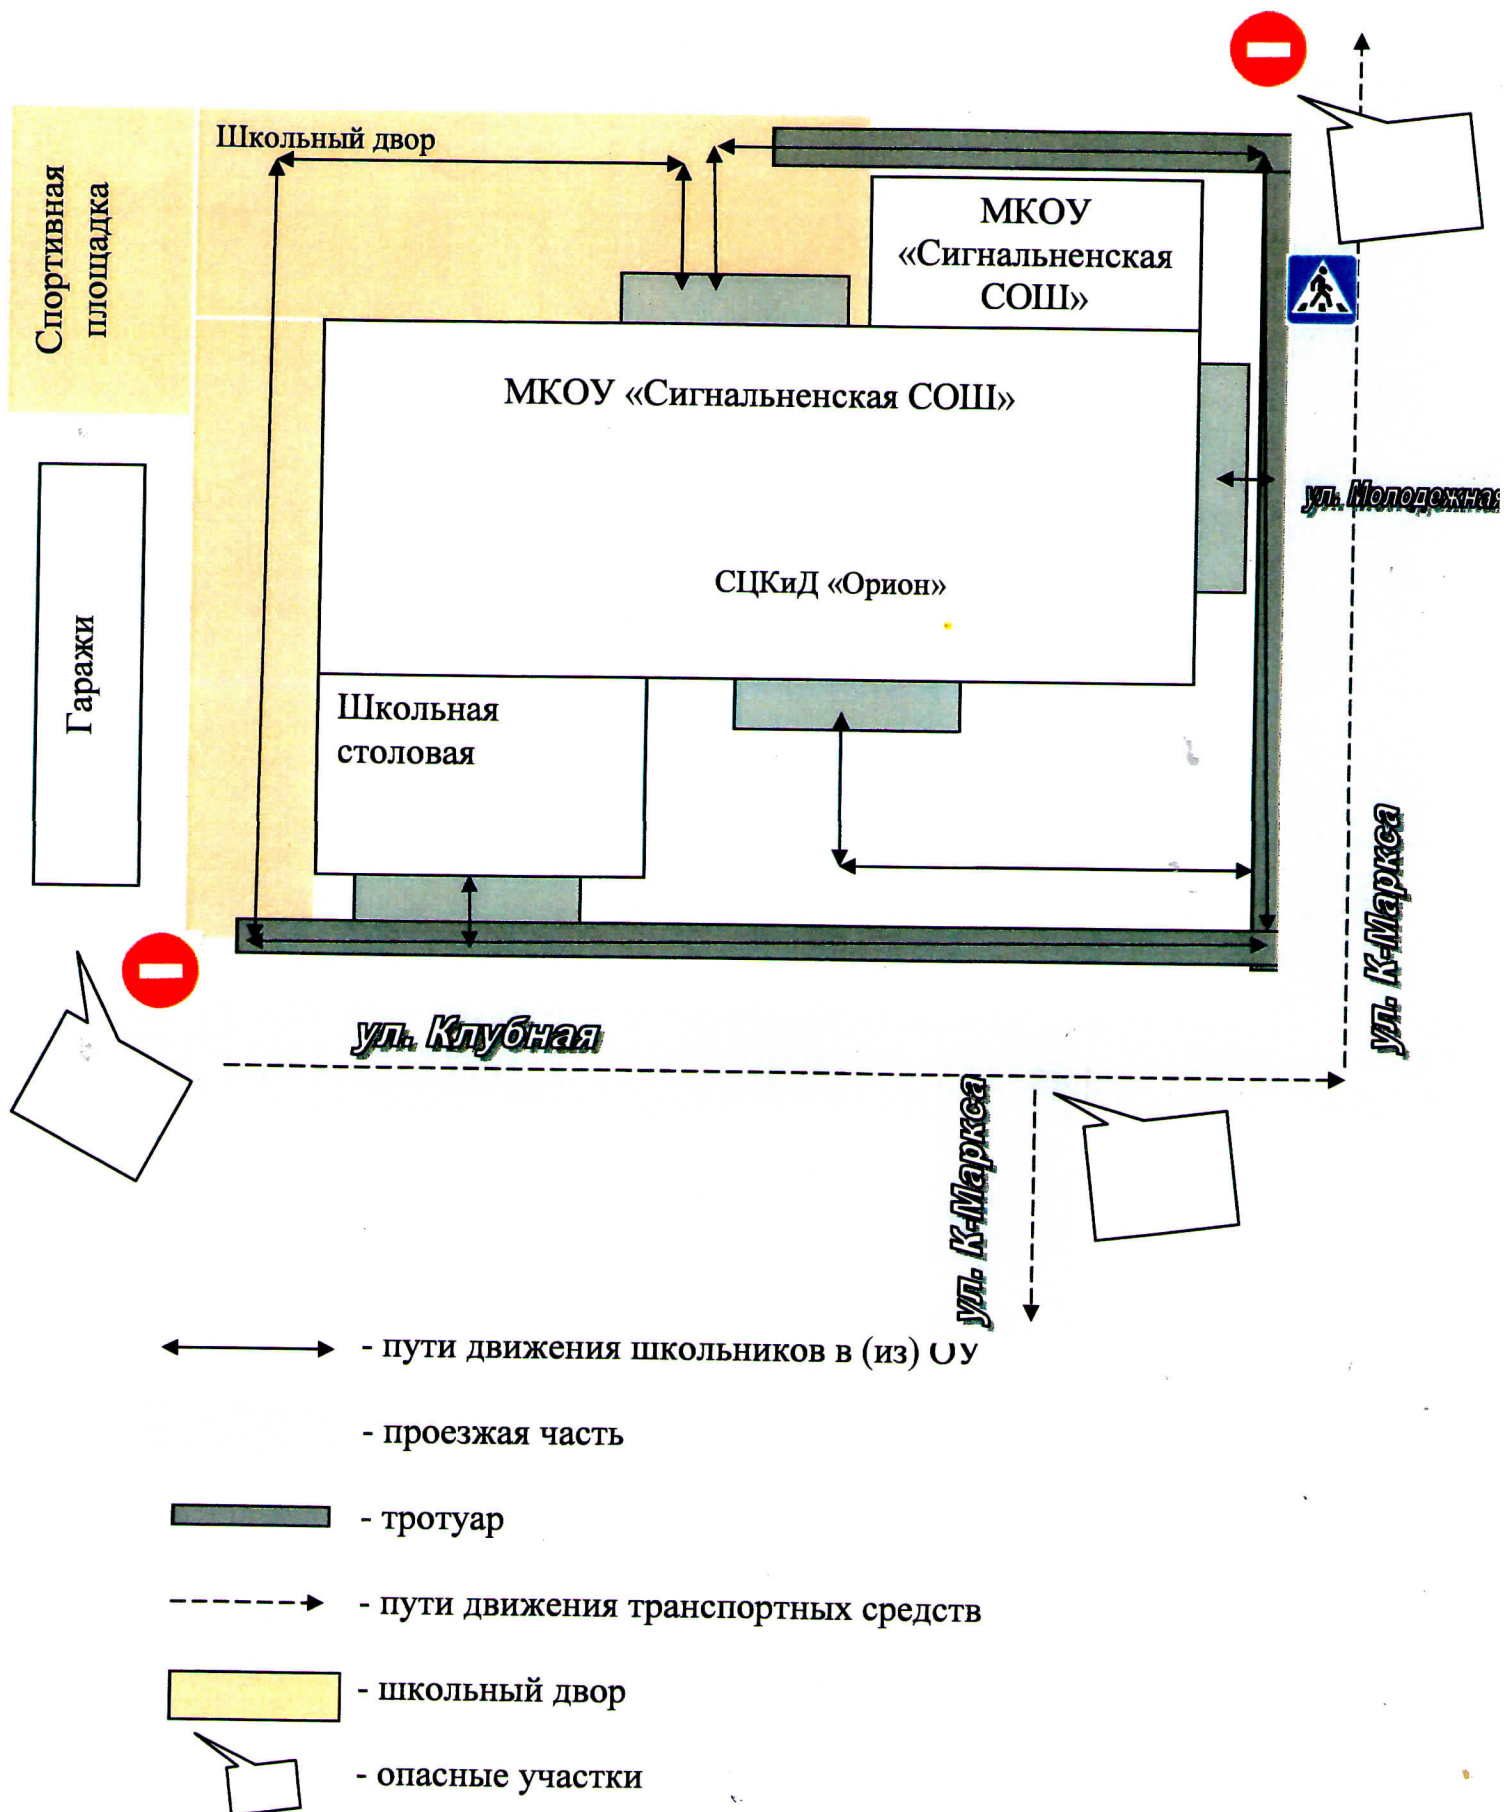 Школьный двор
Спортивная
площадка
МКОУ
«Сигнальненская
СОШ»
МКОУ «Сигнальненская СОШ»
ул. Молодежная
СЦКиД «Орион»
Гаражи
Школьная
столовая
ул. К-Маркса
ул. Клубная
ул. К-Маркса
- пути движения школьников в (из) ОУ
- проезжая часть
- тротуар
- пути движения транспортных средств
- школьный двор
- опасные участки